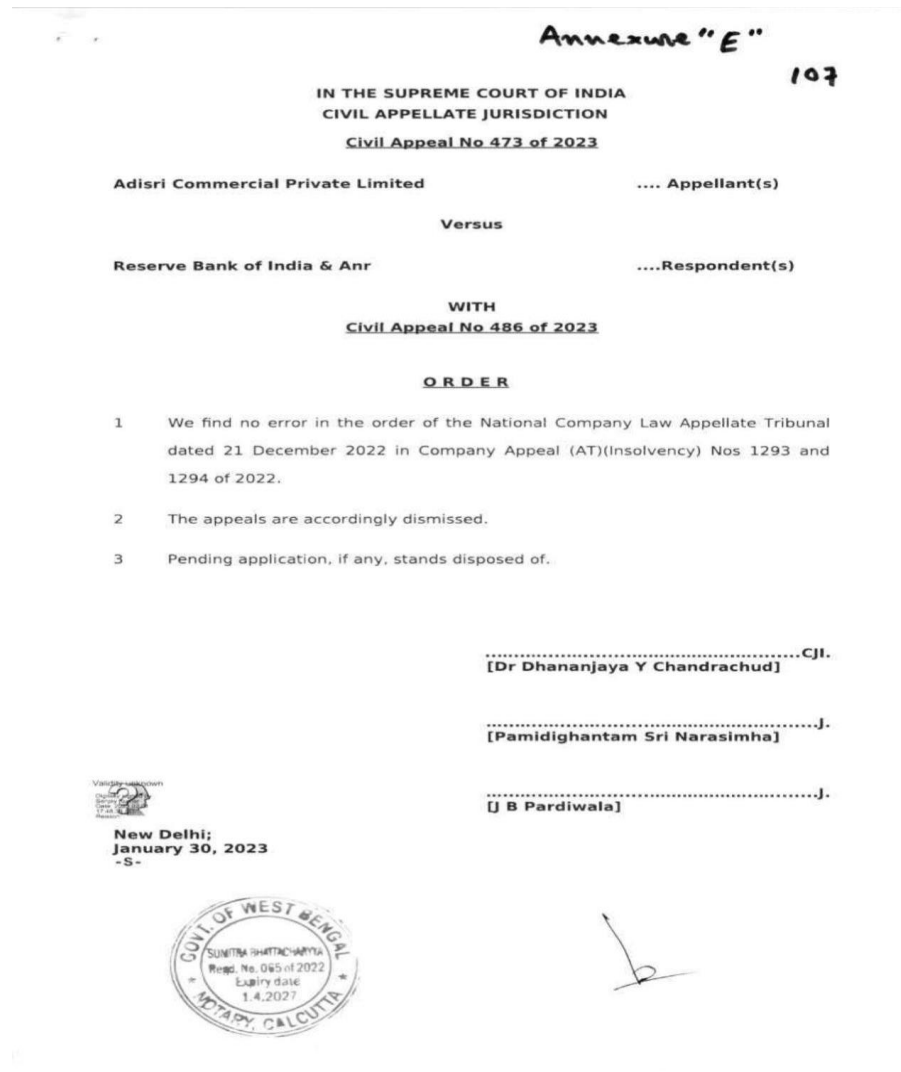 Annexure "E"
107
IN THE SUPREME COURT OF INDIA
CIVIL APPELLATE JURISDICTION
Civil Appeal No 473 of 2023
Adisri Commercial Private Limited .... Appellant(s)
Versus
Reserve Bank of India & Anr ....Respondent(s)
WITH
Civil Appeal No 486 of 2023
O R D E R
1 We find no error in the order of the National Company Law Appellate Tribunal
dated 21 December 2022 in Company Appeal (AT)(Insolvency) Nos 1293 and
1294 of 2022.
2 The appeals are accordingly dismissed.
3 Pending application, if any, stands disposed of.
....................................................CJI.
[Dr Dhananjaya Y Chandrachud]
.......................................................J.
[Pamidighantam Sri Narasimha]
.......................................................J.
[J B Pardiwala]
Validity unknown
New Delhi;
January 30, 2023
-S-
GOVT. OF WEST BENGAL
SUMITRA BHATTACHARYYA
Regd. No. 065 of 2022
Expiry date
1.4.2027
NOTARY, CALCUTTA